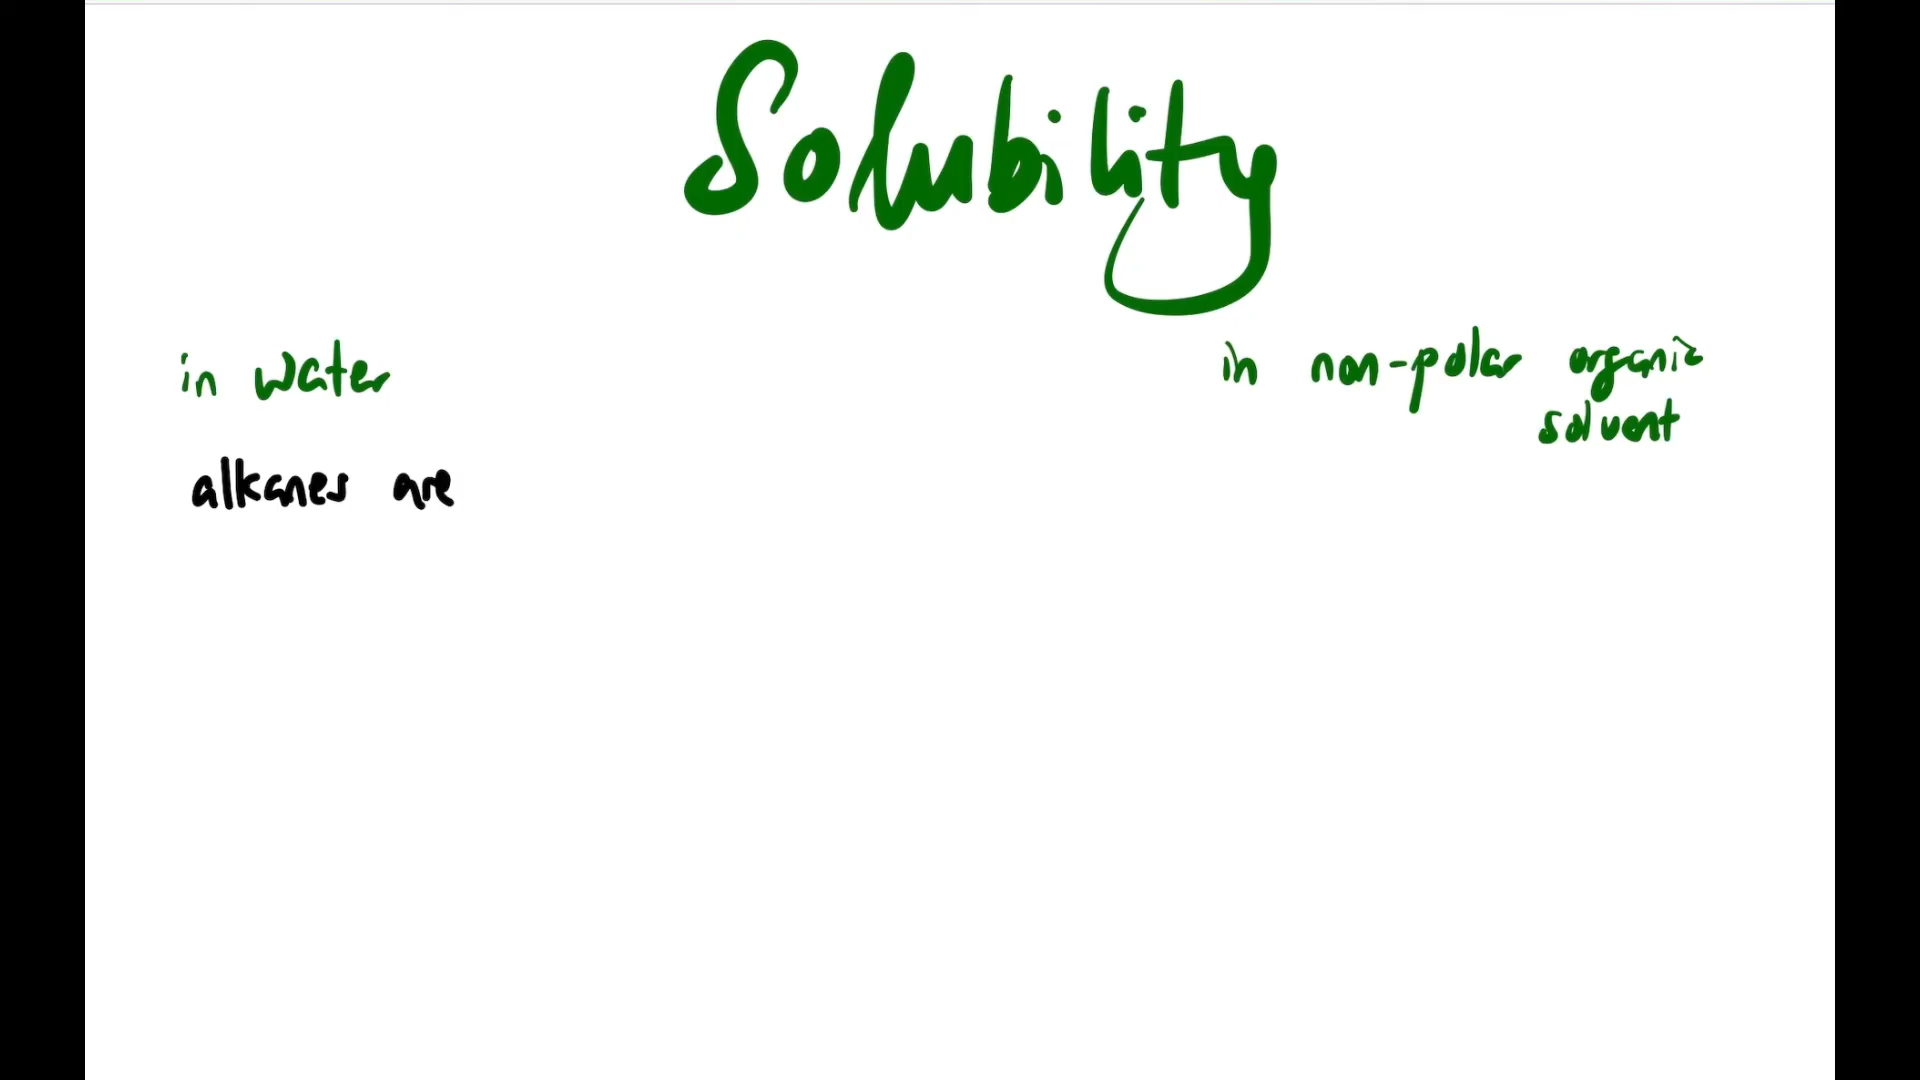 Solubility
in water
in non-polar organic
solvent
alkanes are